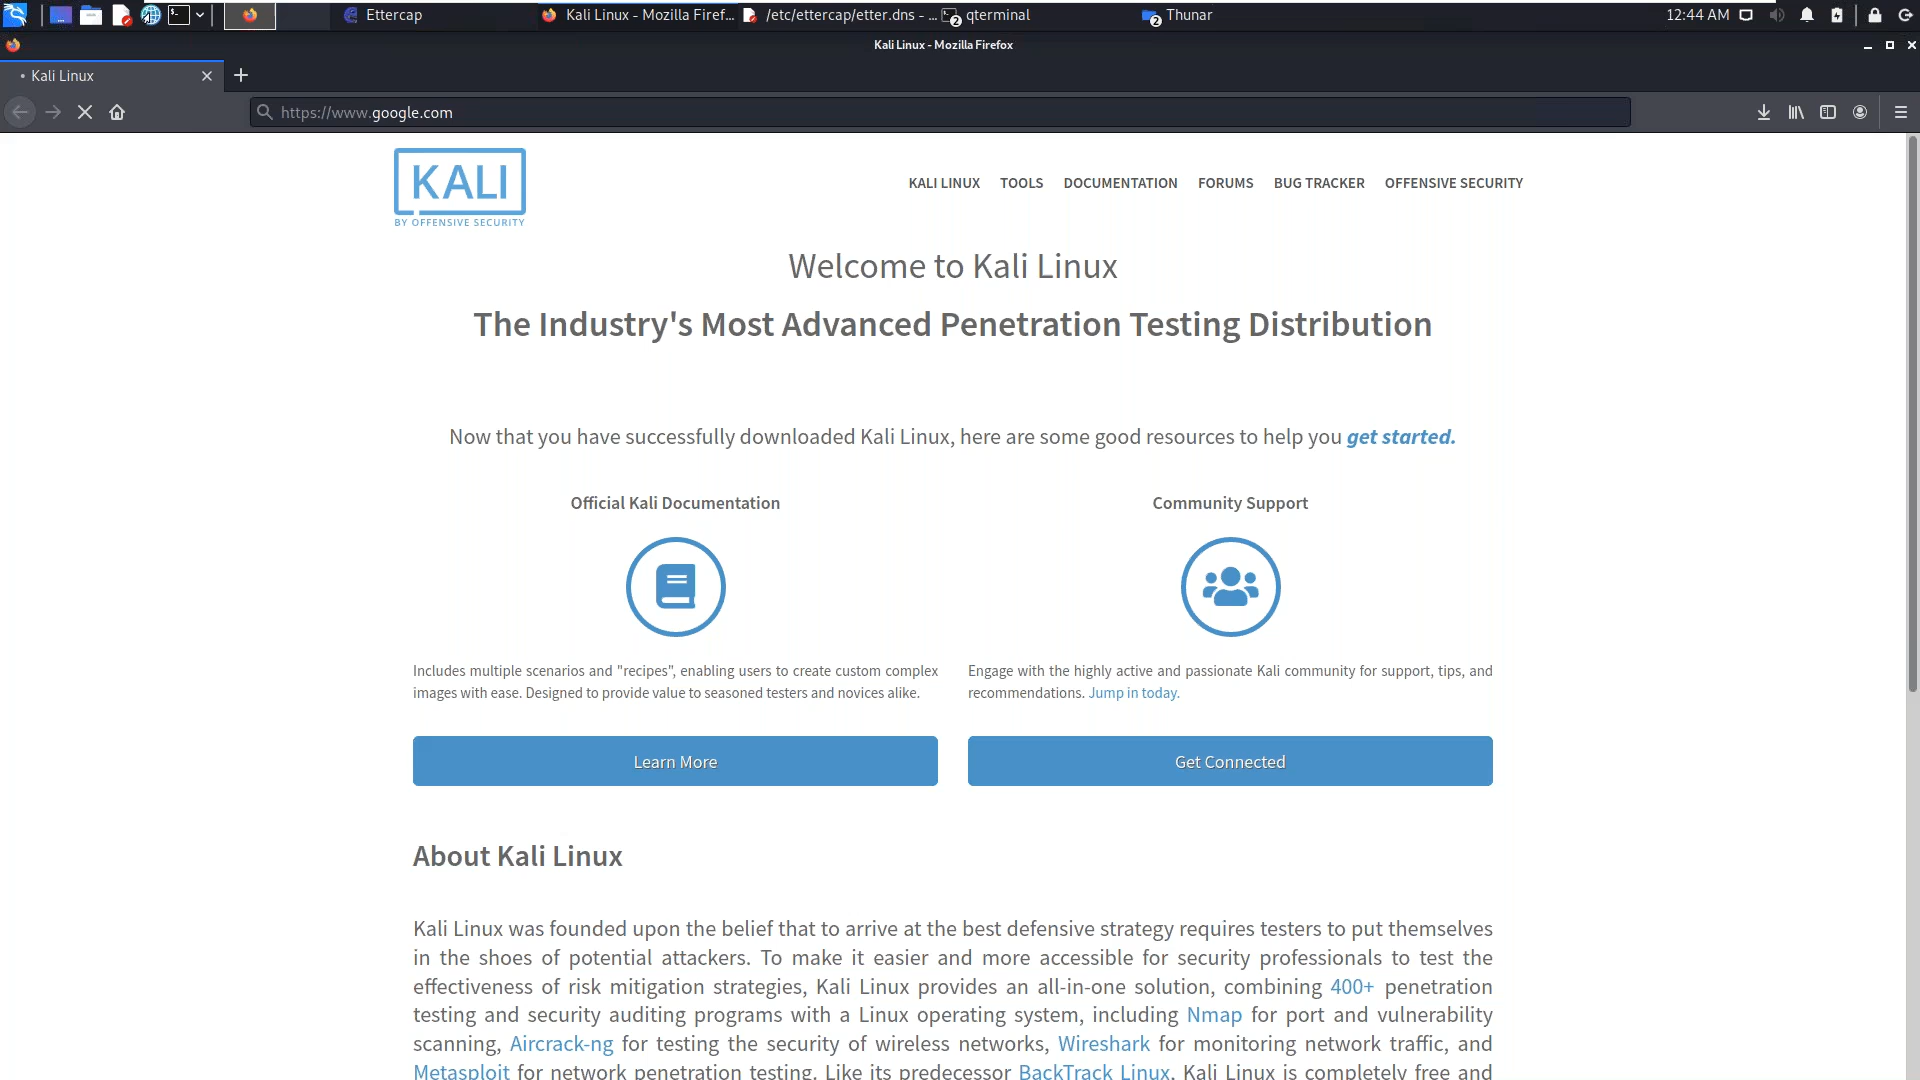 Ettercap
Kali Linux - Mozilla Firef...
/etc/ettercap/etter.dns - ...
2 qterminal
2 Thunar
12:44 AM
Kali Linux - Mozilla Firefox
• Kali Linux
https://www.google.com
KALI
BY OFFENSIVE SECURITY
KALI LINUX TOOLS DOCUMENTATION FORUMS BUG TRACKER OFFENSIVE SECURITY
Welcome to Kali Linux
The Industry's Most Advanced Penetration Testing Distribution
Now that you have successfully downloaded Kali Linux, here are some good resources to help you get started.
Official Kali Documentation
Includes multiple scenarios and "recipes", enabling users to create custom complex
images with ease. Designed to provide value to seasoned testers and novices alike.
Learn More
Community Support
Engage with the highly active and passionate Kali community for support, tips, and
recommendations. Jump in today.
Get Connected
About Kali Linux
Kali Linux was founded upon the belief that to arrive at the best defensive strategy requires testers to put themselves
in the shoes of potential attackers. To make it easier and more accessible for security professionals to test the
effectiveness of risk mitigation strategies, Kali Linux provides an all-in-one solution, combining 400+ penetration
testing and security auditing programs with a Linux operating system, including Nmap for port and vulnerability
scanning, Aircrack-ng for testing the security of wireless networks, Wireshark for monitoring network traffic, and
Metasploit for network penetration testing. Like its predecessor BackTrack Linux, Kali Linux is completely free and